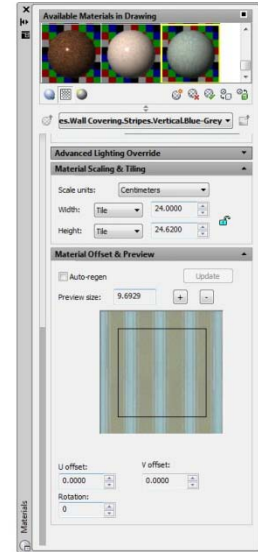 Available Materials in Drawing
es.Wall Covering.Stripes.Vertical.Blue-Grey
Advanced Lighting Override
Material Scaling & Tiling
Scale units: Centimeters
Width: Tile 24.0000
Height: Tile 24.6200
Material Offset & Preview
Auto-regen Update
Preview size: 9.6929 + -
U offset: V offset:
0.0000 0.0000
Rotation:
0
Materials